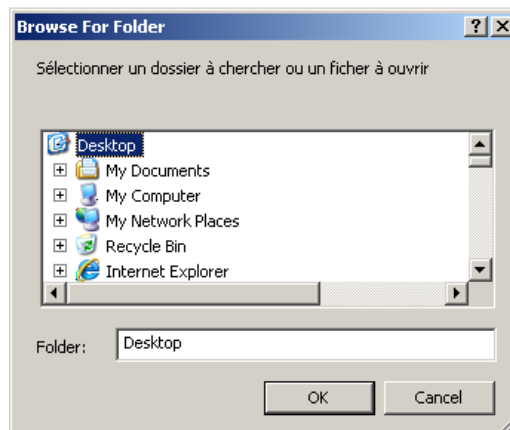 Browse For Folder
Sélectionner un dossier à chercher ou un ficher à ouvrir
Desktop
My Documents
My Computer
My Network Places
Recycle Bin
Internet Explorer
Folder: Desktop
OK Cancel